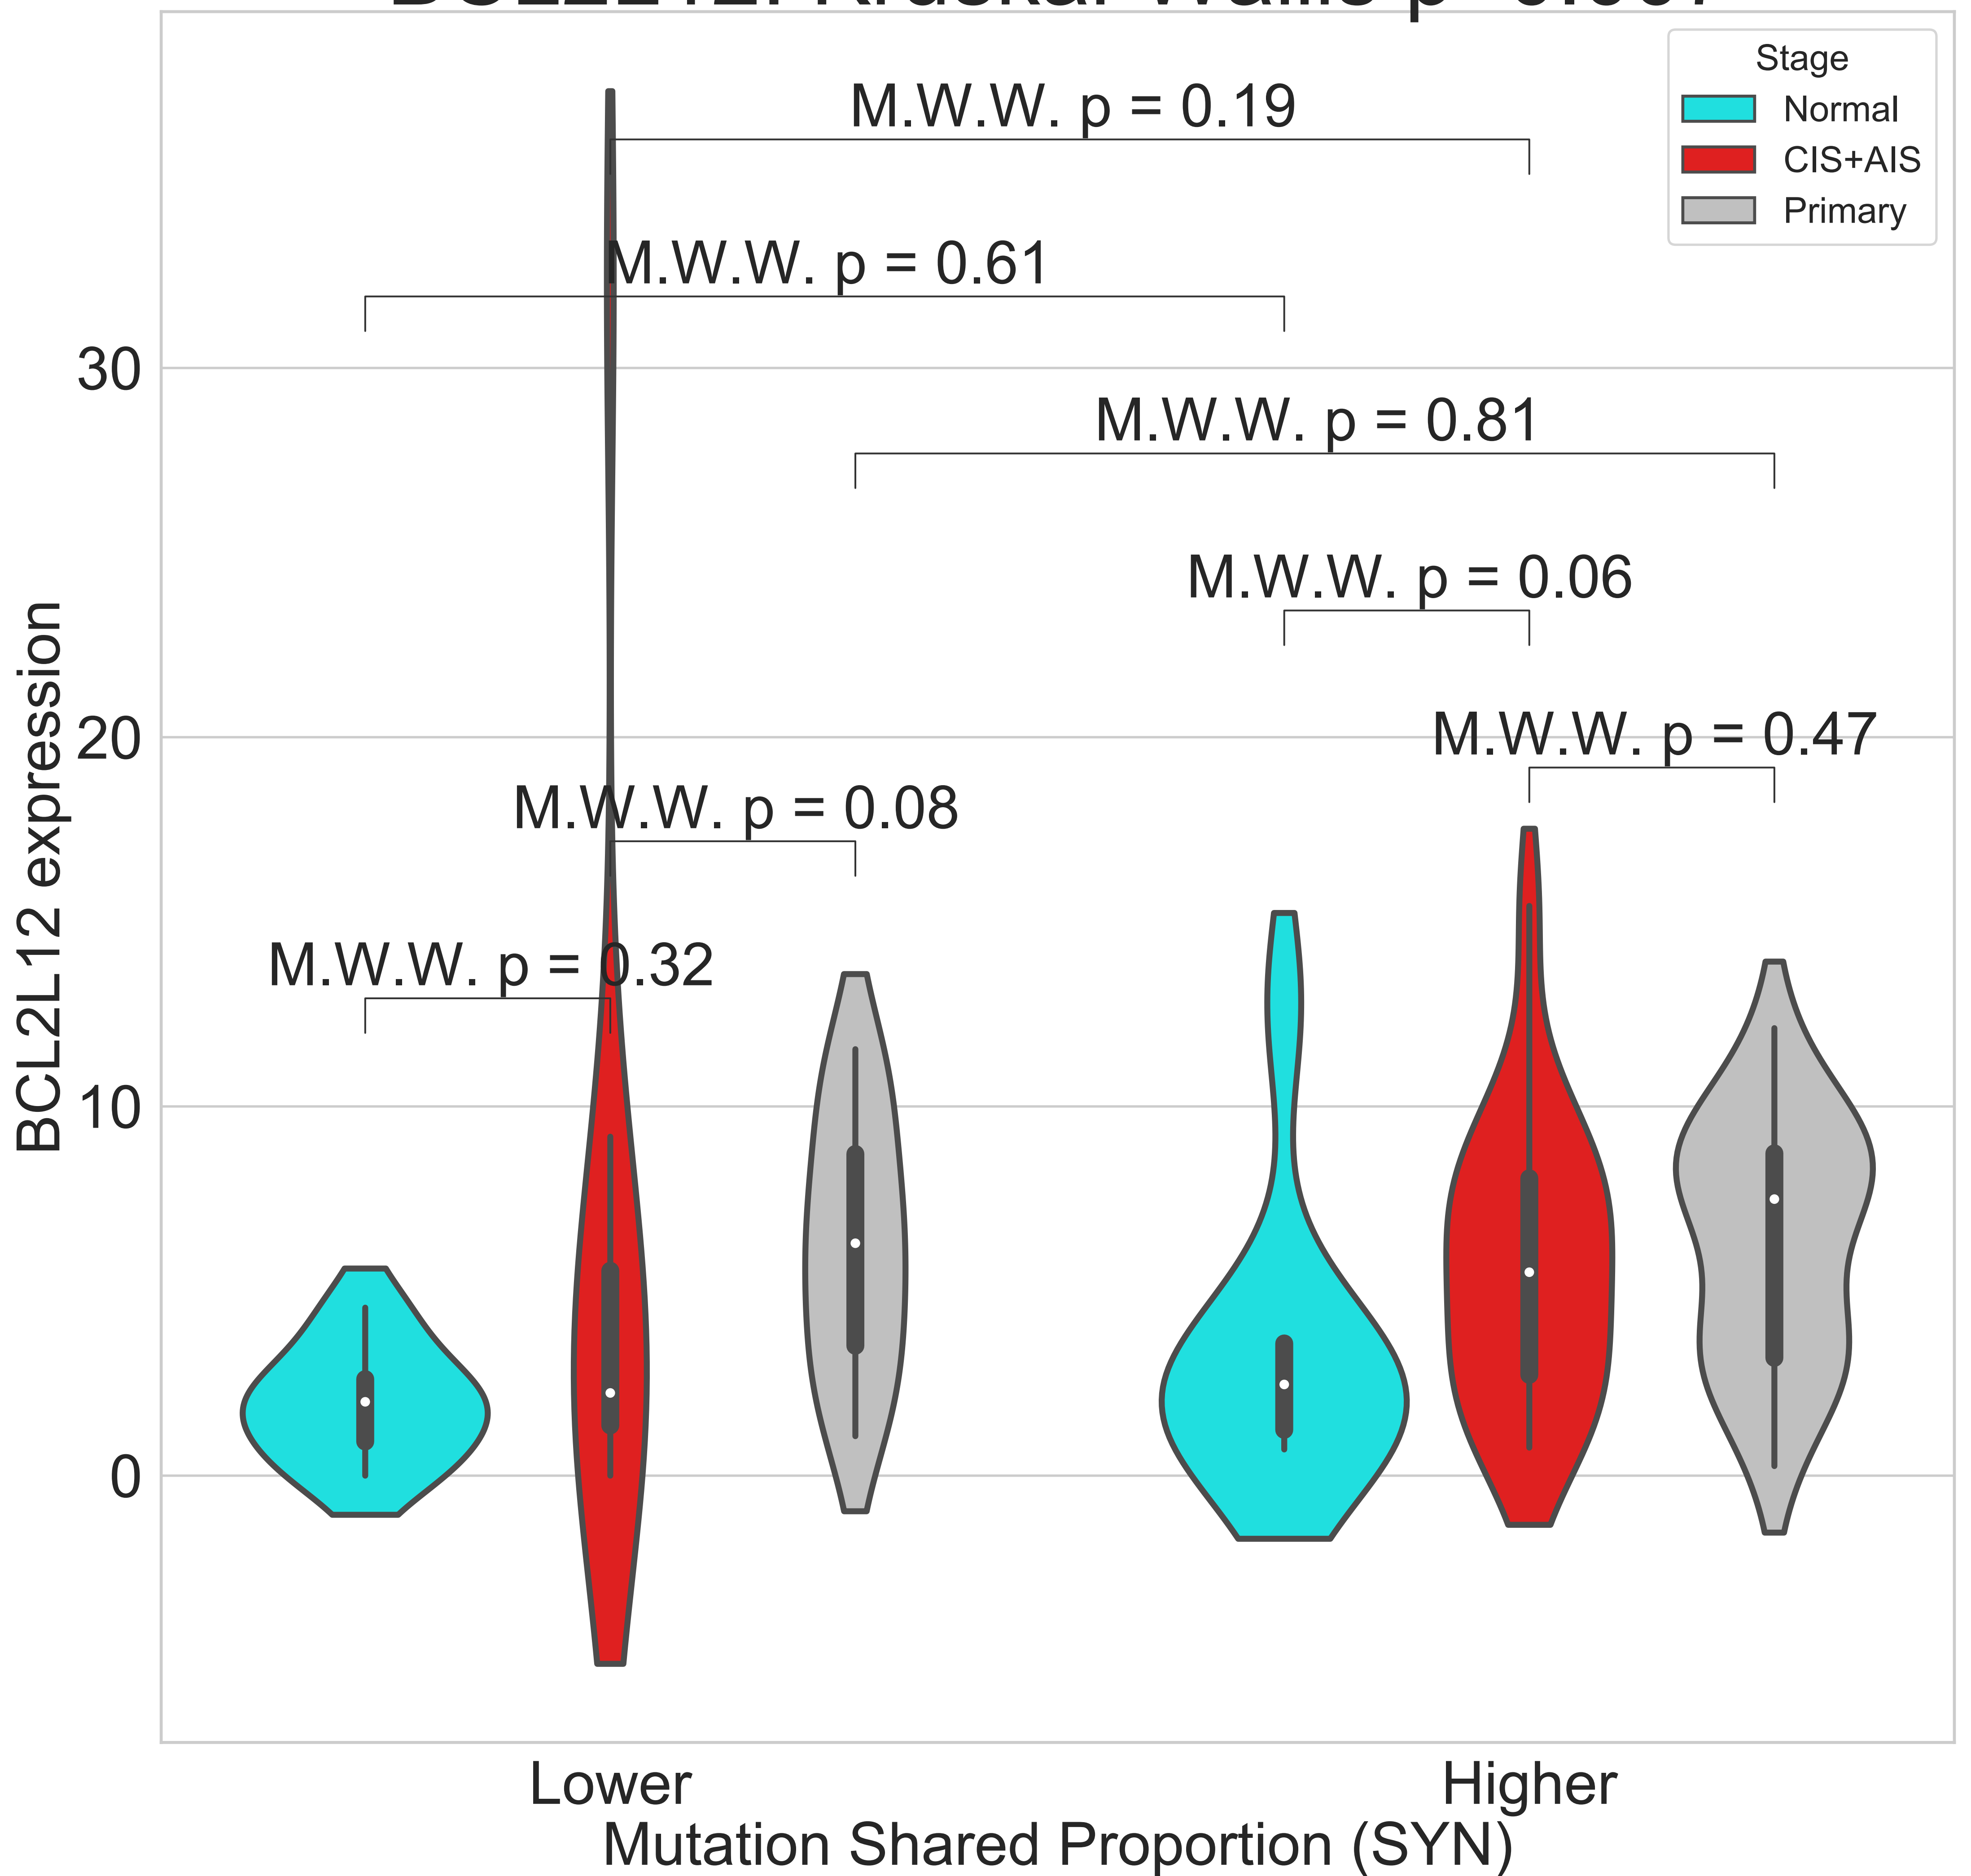 Stage
Normal
CIS+AIS
Primary
M.W.W. p = 0.19
M.W.W. p = 0.61
M.W.W. p = 0.81
M.W.W. p = 0.06
M.W.W. p = 0.47
M.W.W. p = 0.08
M.W.W. p = 0.32
30
20
10
0
BCL2L12 expression
Lower
Higher
Mutation Shared Proportion (SYN)